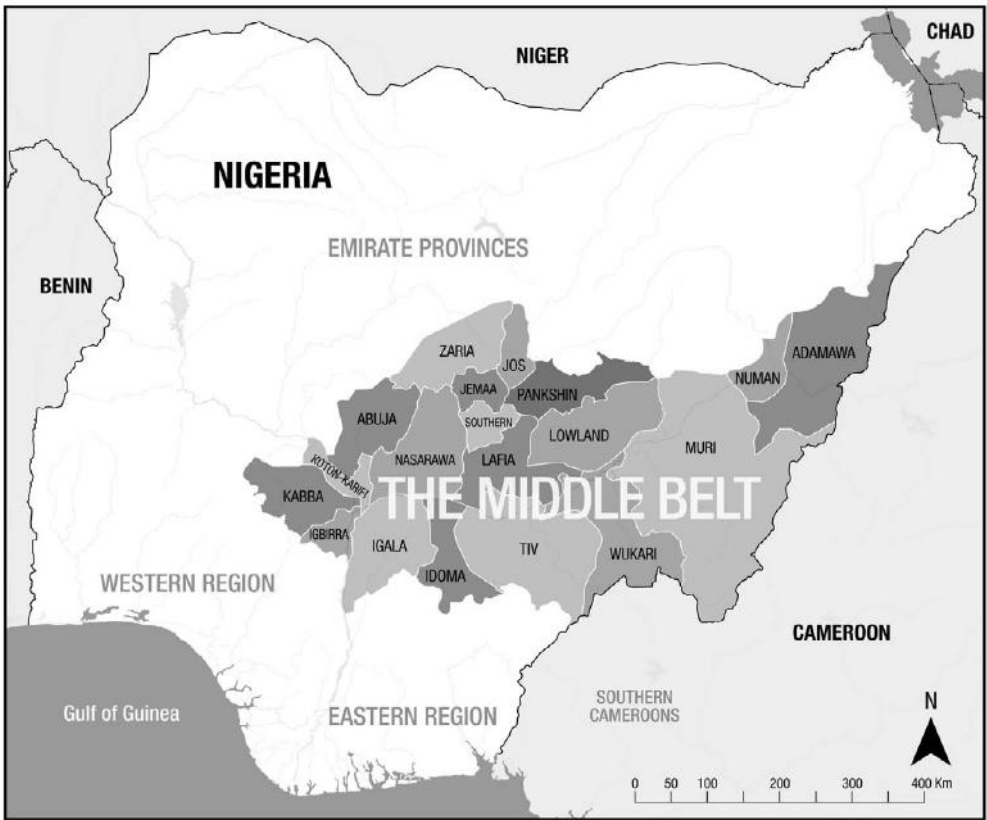 CHAD
NIGER
NIGERIA
EMIRATE PROVINCES
BENIN
ZARIA
JOS
ADAMAWA
NUMAN
JEMAA
PANKSHIN
ABUJA
SOUTHERN
LOWLAND
MURI
NASARAWA
LAFIA
KOTON-KARIFI
KABBA
THE MIDDLE BELT
IGBIRRA
IGALA
TIV
WUKARI
IDOMA
WESTERN REGION
CAMEROON
Gulf of Guinea
EASTERN REGION
SOUTHERN
CAMEROONS
N
0 50 100 200 300 400 Km